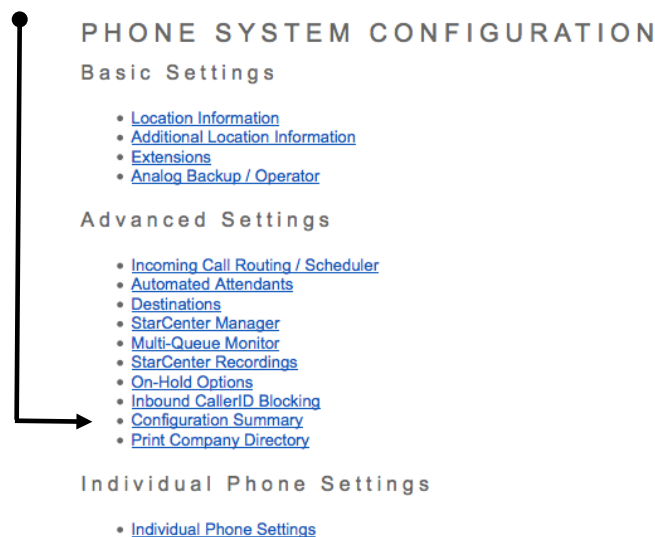 PHONE SYSTEM CONFIGURATION
Basic Settings
Location Information
Additional Location Information
Extensions
Analog Backup / Operator
Advanced Settings
Incoming Call Routing / Scheduler
Automated Attendants
Destinations
StarCenter Manager
Multi-Queue Monitor
StarCenter Recordings
On-Hold Options
Inbound CallerID Blocking
Configuration Summary
Print Company Directory
Individual Phone Settings
Individual Phone Settings